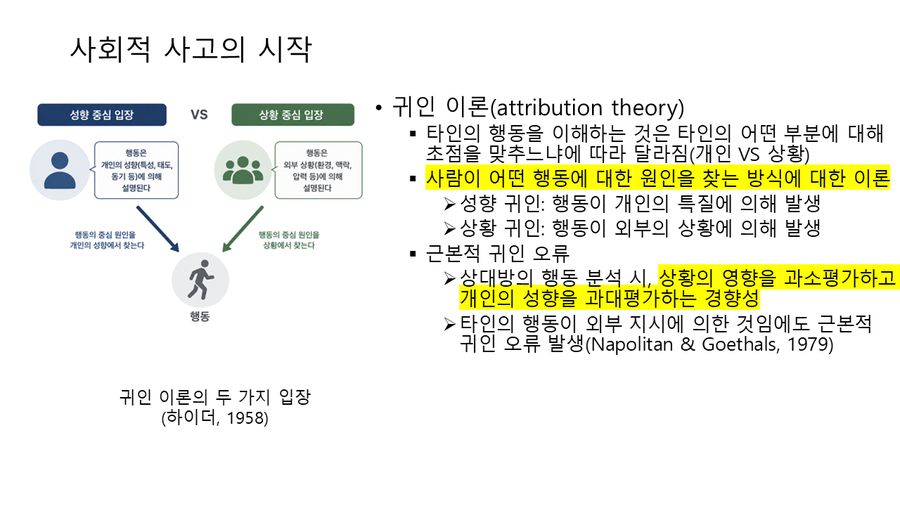 사회적 사고의 시작
성향 중심 입장
VS
상황 중심 입장
행동은
개인의 성향(특성, 태도,
동기 등)에 의해
설명된다
행동은
외부 상황(환경, 맥락,
압력 등)에 의해
설명된다
행동의 중심 원인을
개인의 성향에서 찾는다
행동의 중심 원인을
상황에서 찾는다
행동
귀인 이론의 두 가지 입장
(하이더, 1958)
• 귀인 이론(attribution theory)
▪ 타인의 행동을 이해하는 것은 타인의 어떤 부분에 대해
초점을 맞추느냐에 따라 달라짐(개인 VS 상황)
▪ 사람이 어떤 행동에 대한 원인을 찾는 방식에 대한 이론
➢성향 귀인: 행동이 개인의 특질에 의해 발생
➢상황 귀인: 행동이 외부의 상황에 의해 발생
▪ 근본적 귀인 오류
➢상대방의 행동 분석 시, 상황의 영향을 과소평가하고
개인의 성향을 과대평가하는 경향성
➢타인의 행동이 외부 지시에 의한 것임에도 근본적
귀인 오류 발생(Napolitan & Goethals, 1979)